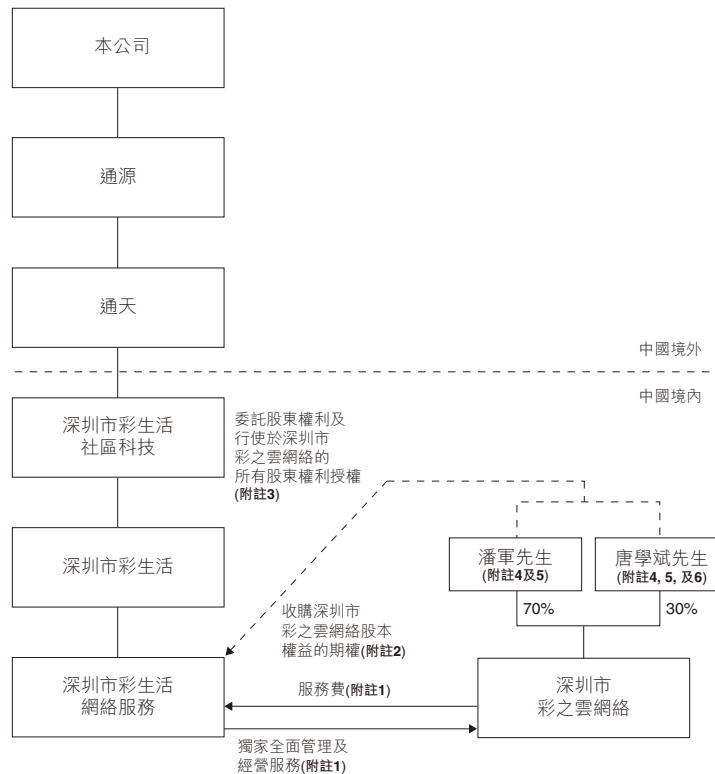 本公司
通源
通天
中國境外
中國境內
深圳市彩生活
社區科技
委託股東權利及
行使於深圳市
彩之雲網絡的
所有股東權利授權
(附註3)
深圳市彩生活
潘軍先生
(附註4及5)
唐學斌先生
(附註4, 5, 及6)
70%
30%
收購深圳市
彩之雲網絡股本
權益的期權(附註2)
深圳市彩生活
網絡服務
服務費(附註1)
深圳市
彩之雲網絡
獨家全面管理及
經營服務(附註1)